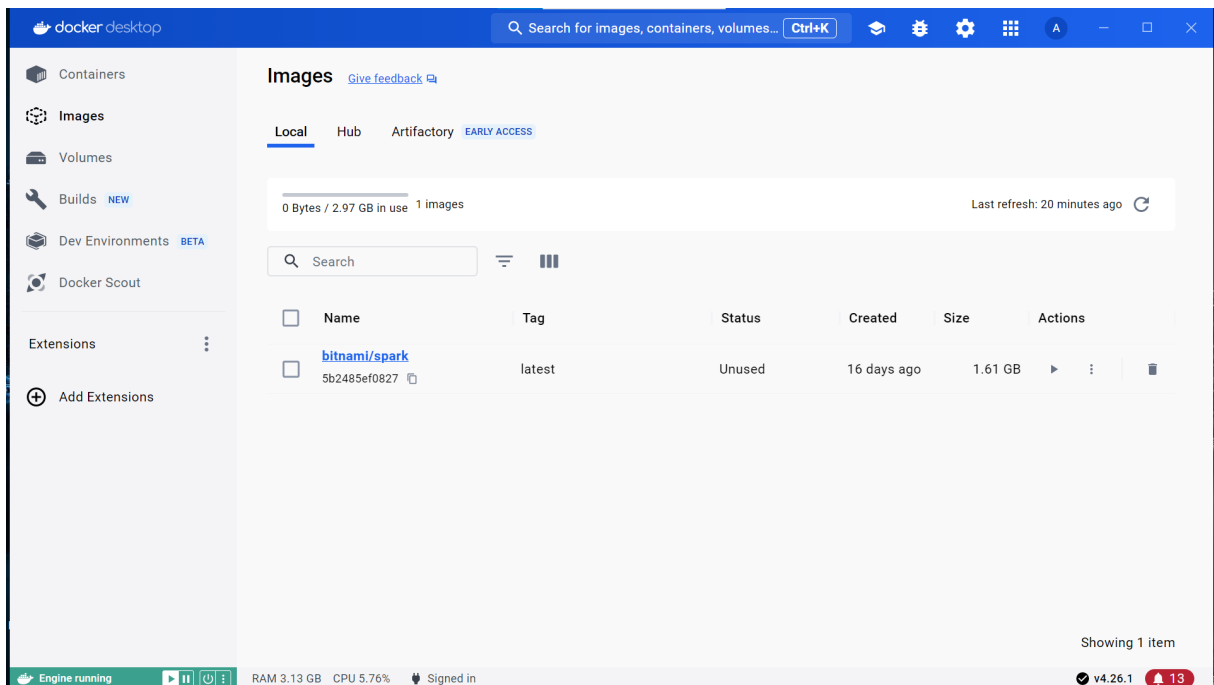 docker desktop
Search for images, containers, volumes... Ctrl+K
A
Containers
Images
Volumes
Builds NEW
Dev Environments BETA
Docker Scout
Extensions
Add Extensions
Images Give feedback
Local Hub Artifactory EARLY ACCESS
0 Bytes / 2.97 GB in use 1 images
Last refresh: 20 minutes ago
Search
Name Tag Status Created Size Actions
bitnami/spark
5b2485ef0827
latest Unused 16 days ago 1.61 GB
Showing 1 item
Engine running
RAM 3.13 GB CPU 5.76% Signed in
v4.26.1 13